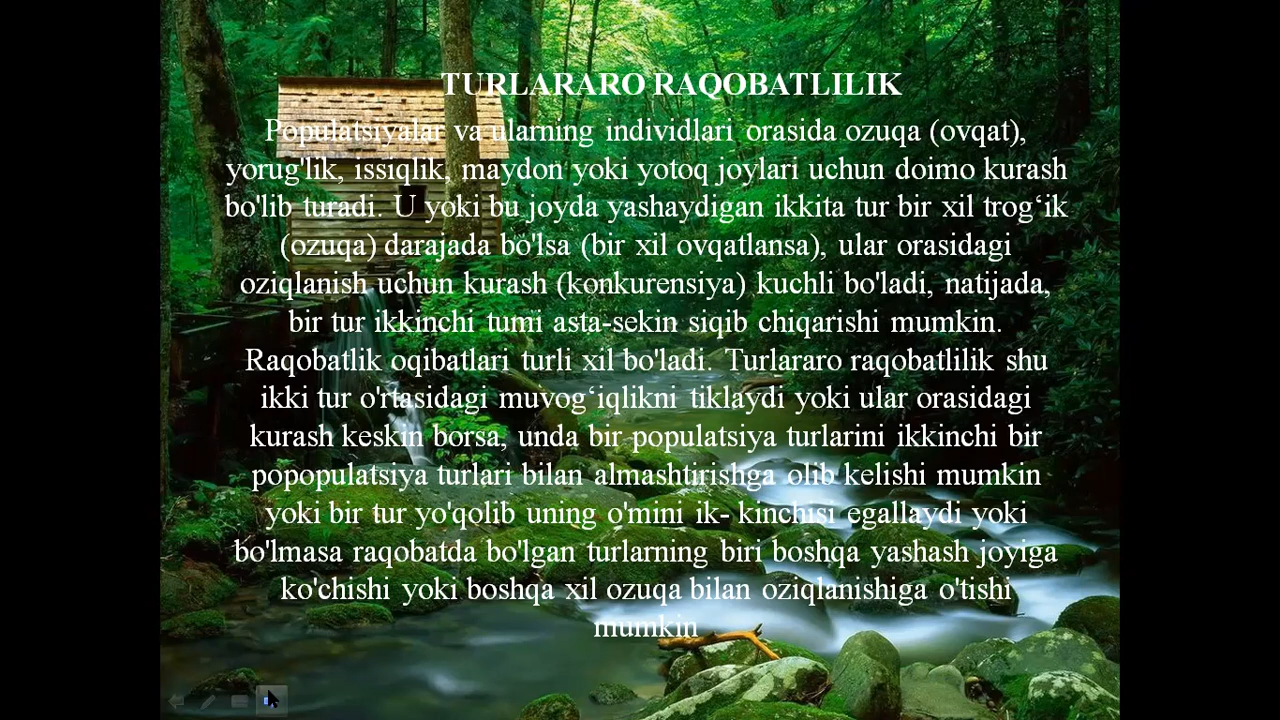 TURLARARO RAQOBATLILIK
Populatsiyalar va ularning individlari orasida ozuqa (ovqat),
yorug'lik, issiqlik, maydon yoki yotoq joylari uchun doimo kurash
bo'lib turadi. U yoki bu joyda yashaydigan ikkita tur bir xil trog‘ik
(ozuqa) darajada bo'lsa (bir xil ovqatlansa), ular orasidagi
oziqlanish uchun kurash (konkurensiya) kuchli bo'ladi, natijada,
bir tur ikkinchi tumi asta-sekin siqib chiqarishi mumkin.
Raqobatlik oqibatlari turli xil bo'ladi. Turlararo raqobatlilik shu
ikki tur o'rtasidagi muvog‘iqlikni tiklaydi yoki ular orasidagi
kurash keskin borsa, unda bir populatsiya turlarini ikkinchi bir
popopulatsiya turlari bilan almashtirishga olib kelishi mumkin
yoki bir tur yo'qolib uning o'mini ik- kinchisi egallaydi yoki
bo'lmasa raqobatda bo'lgan turlarning biri boshqa yashash joyiga
ko'chishi yoki boshqa xil ozuqa bilan oziqlanishiga o'tishi
mumkin